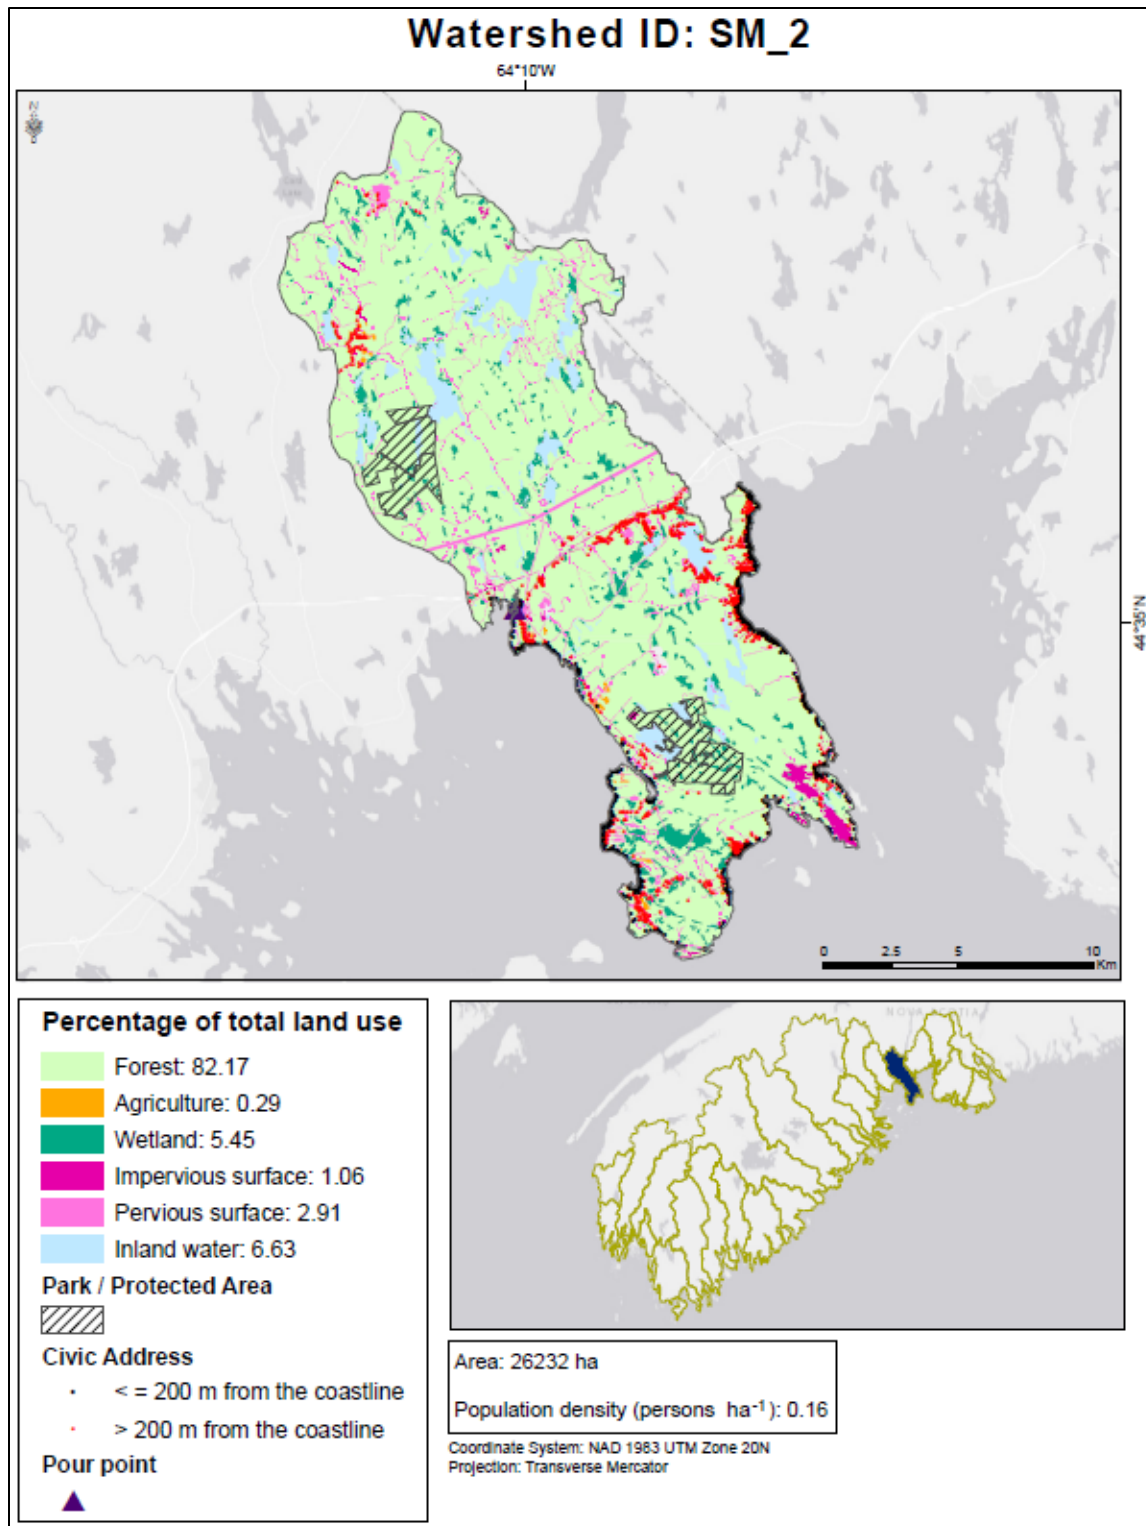 Watershed ID: SM_2
64°10'W
N
44°35'N
0 2.5 5 10
Km
Percentage of total land use
Forest: 82.17
Agriculture: 0.29
Wetland: 5.45
Impervious surface: 1.06
Pervious surface: 2.91
Inland water: 6.63
Park / Protected Area
Civic Address
< = 200 m from the coastline
> 200 m from the coastline
Pour point
NOVA SCOTIA
Area: 26232 ha
Population density (persons ha-1): 0.16
Coordinate System: NAD 1983 UTM Zone 20N
Projection: Transverse Mercator